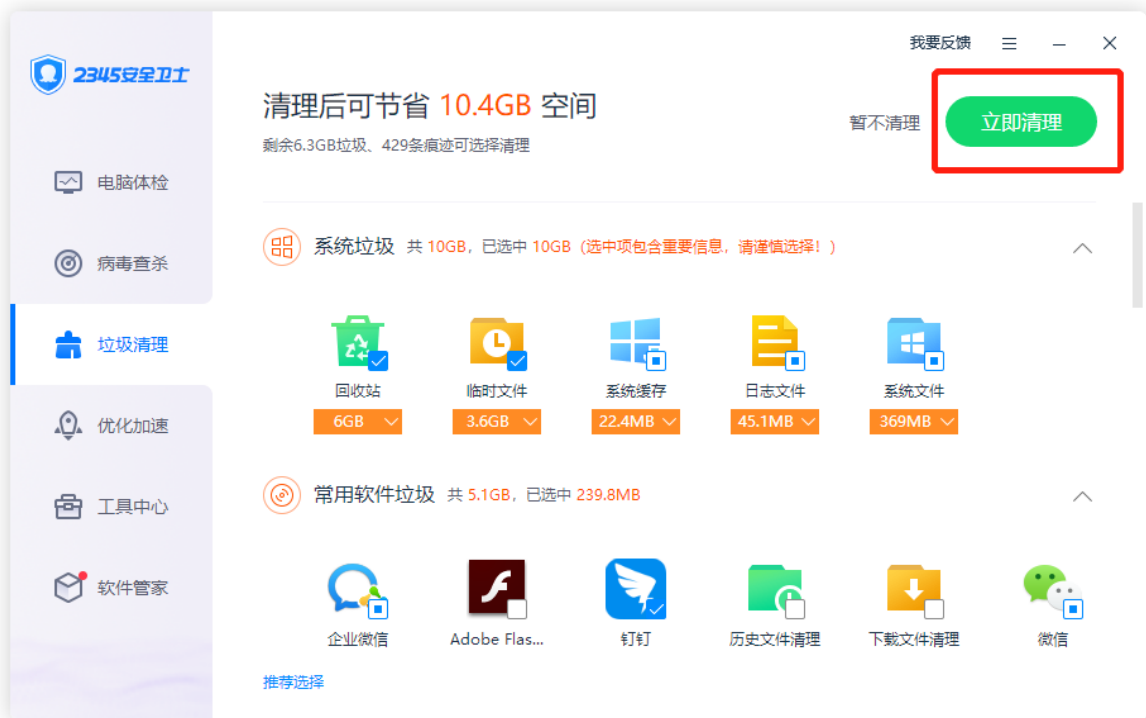 我要反馈
2345安全卫士
清理后可节省 10.4GB 空间
暂不清理
立即清理
剩余6.3GB垃圾、429条痕迹可选择清理
电脑体检
病毒查杀
垃圾清理
优化加速
工具中心
软件管家
系统垃圾 共 10GB，已选中 10GB（选中项包含重要信息，请谨慎选择！）
回收站 临时文件 系统缓存 日志文件 系统文件
6GB 3.6GB 22.4MB 45.1MB 369MB
常用软件垃圾 共 5.1GB，已选中 239.8MB
企业微信 Adobe Flas... 钉钉 历史文件清理 下载文件清理 微信
推荐选择